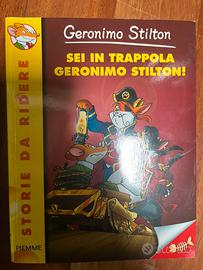 Geronimo Stilton
SEI IN TRAPPOLA
GERONIMO STILTON!
STORIE DA RIDERE
PIEMME